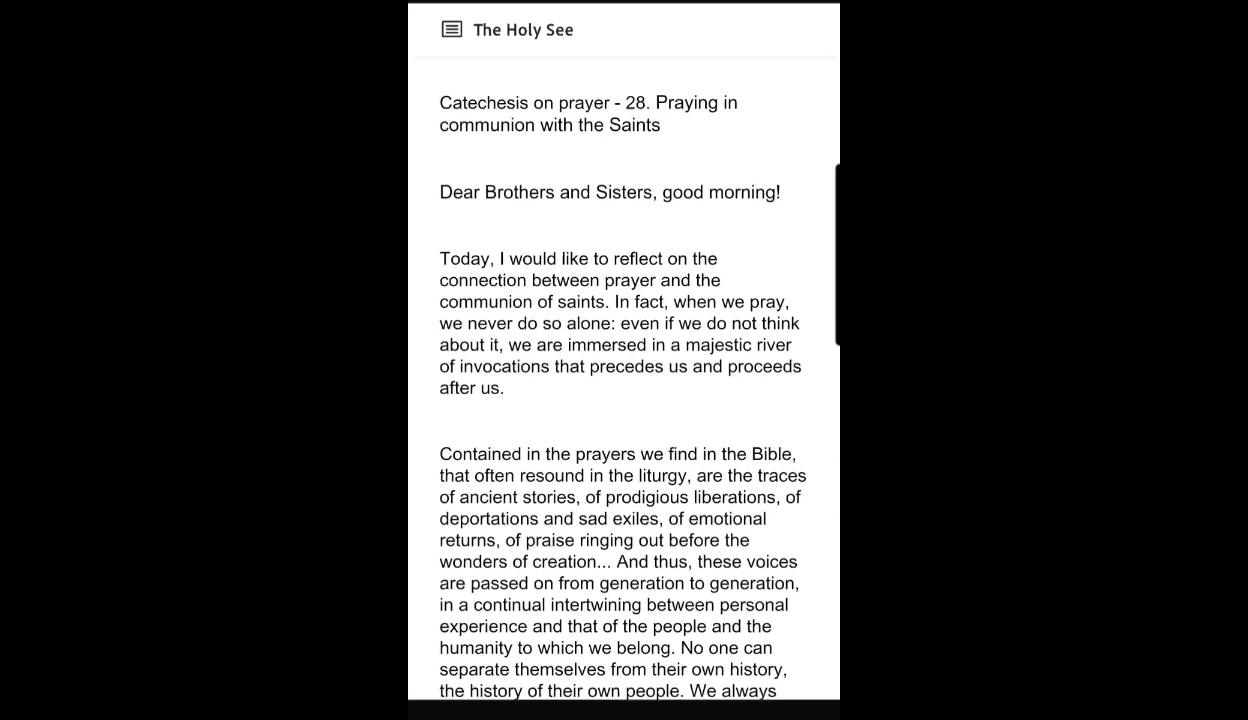 The Holy See
Catechesis on prayer - 28. Praying in
communion with the Saints
Dear Brothers and Sisters, good morning!
Today, I would like to reflect on the
connection between prayer and the
communion of saints. In fact, when we pray,
we never do so alone: even if we do not think
about it, we are immersed in a majestic river
of invocations that precedes us and proceeds
after us.
Contained in the prayers we find in the Bible,
that often resound in the liturgy, are the traces
of ancient stories, of prodigious liberations, of
deportations and sad exiles, of emotional
returns, of praise ringing out before the
wonders of creation... And thus, these voices
are passed on from generation to generation,
in a continual intertwining between personal
experience and that of the people and the
humanity to which we belong. No one can
separate themselves from their own history,
the history of their own people. We always